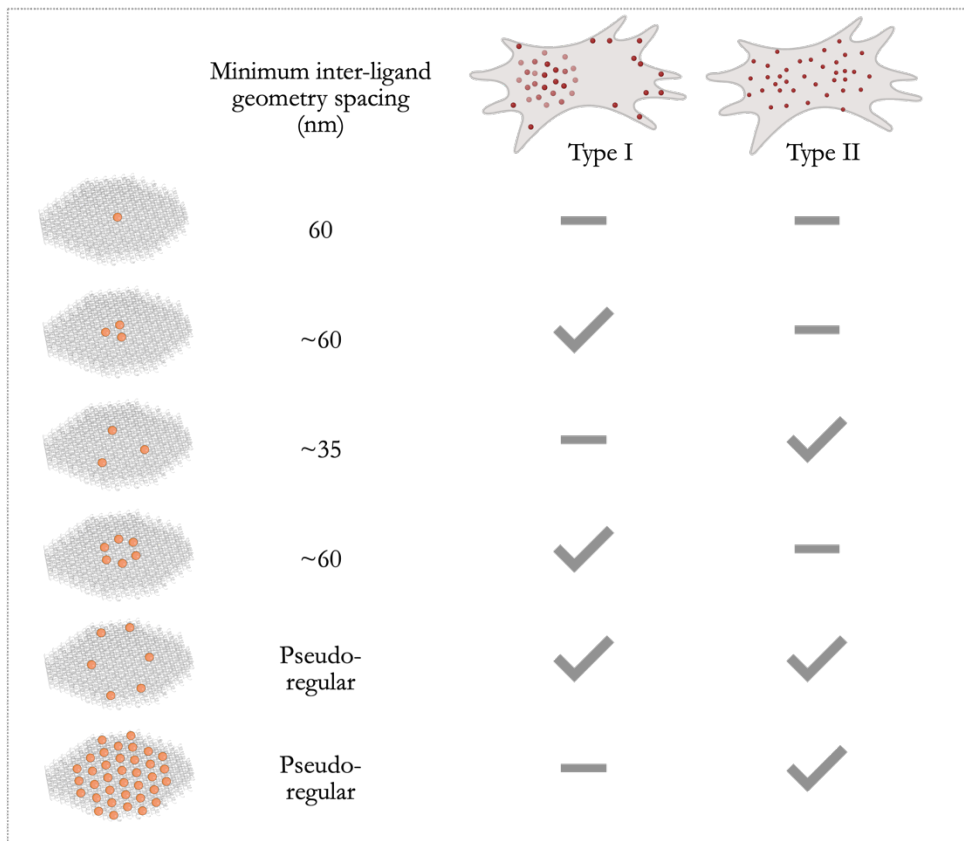 Minimum inter-ligand
geometry spacing
(nm)
Type I
Type II
60
~60
~35
~60
Pseudo-
regular
Pseudo-
regular